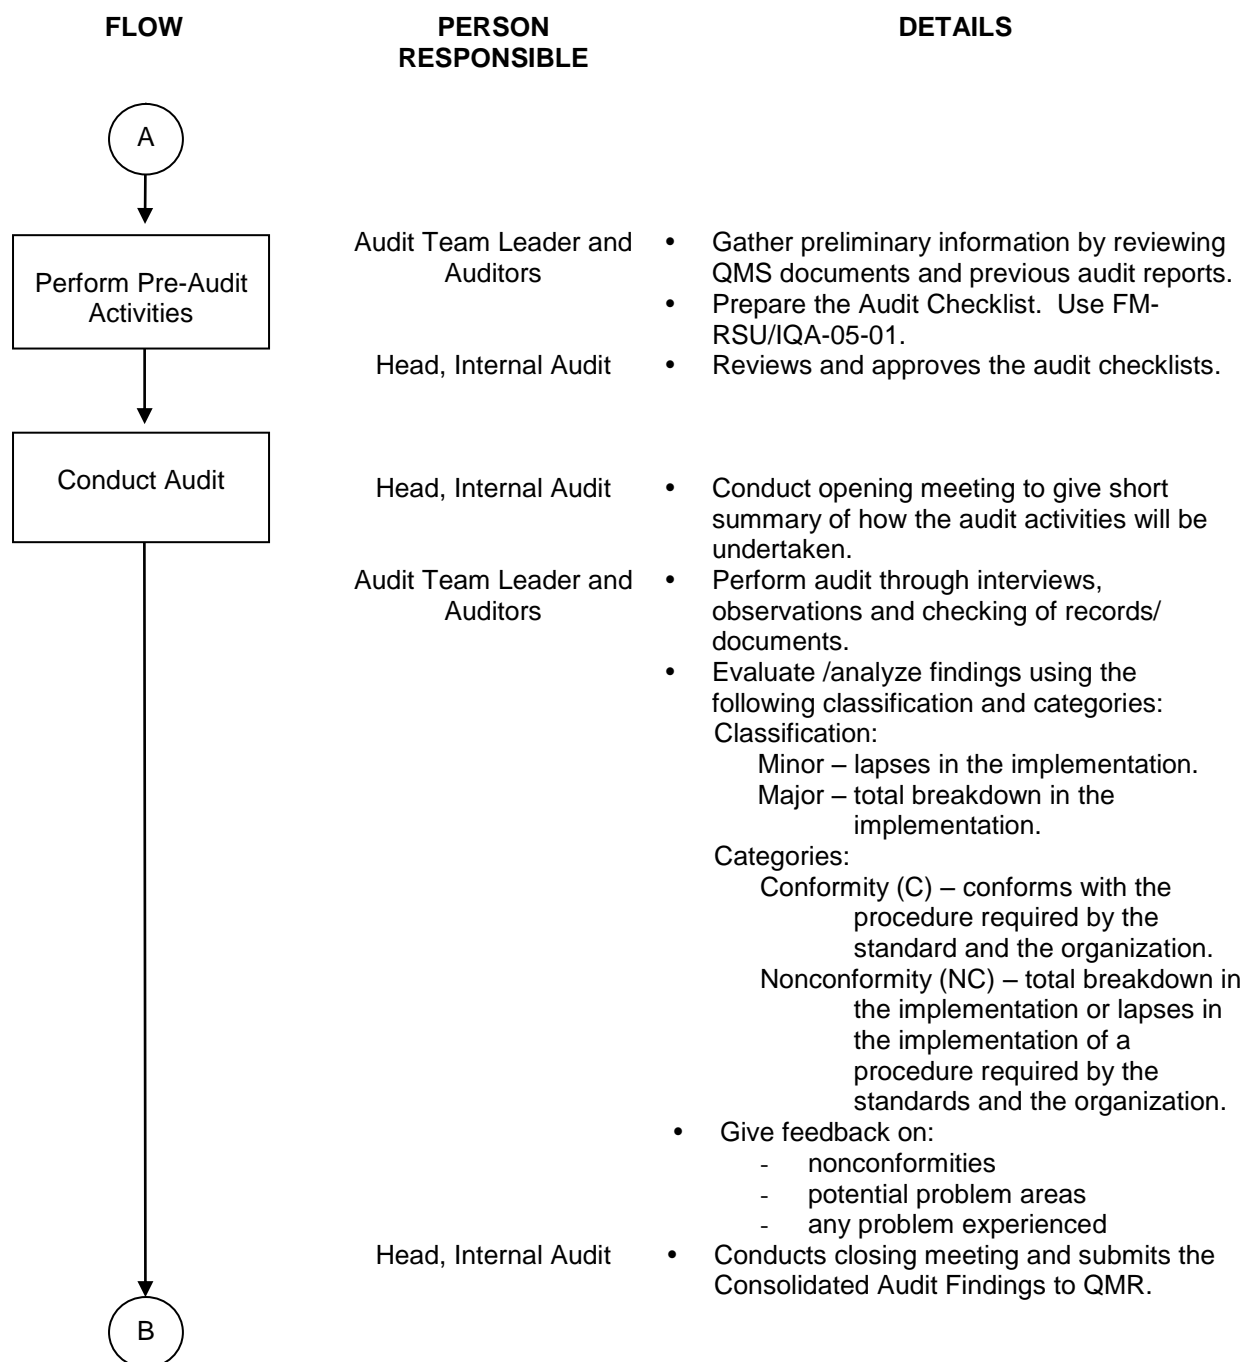 FLOW
PERSON
RESPONSIBLE
DETAILS
A
Perform Pre-Audit
Activities
Audit Team Leader and
Auditors
• Gather preliminary information by reviewing
QMS documents and previous audit reports.
• Prepare the Audit Checklist.  Use FM-
RSU/IQA-05-01.
Head, Internal Audit
• Reviews and approves the audit checklists.
Conduct Audit
Head, Internal Audit
• Conduct opening meeting to give short
summary of how the audit activities will be
undertaken.
Audit Team Leader and
Auditors
• Perform audit through interviews,
observations and checking of records/
documents.
• Evaluate /analyze findings using the
following classification and categories:
Classification:
Minor – lapses in the implementation.
Major – total breakdown in the
implementation.
Categories:
Conformity (C) – conforms with the
procedure required by the
standard and the organization.
Nonconformity (NC) – total breakdown in
the implementation or lapses in
the implementation of a
procedure required by the
standards and the organization.
• Give feedback on:
- nonconformities
- potential problem areas
- any problem experienced
Head, Internal Audit
• Conducts closing meeting and submits the
Consolidated Audit Findings to QMR.
B